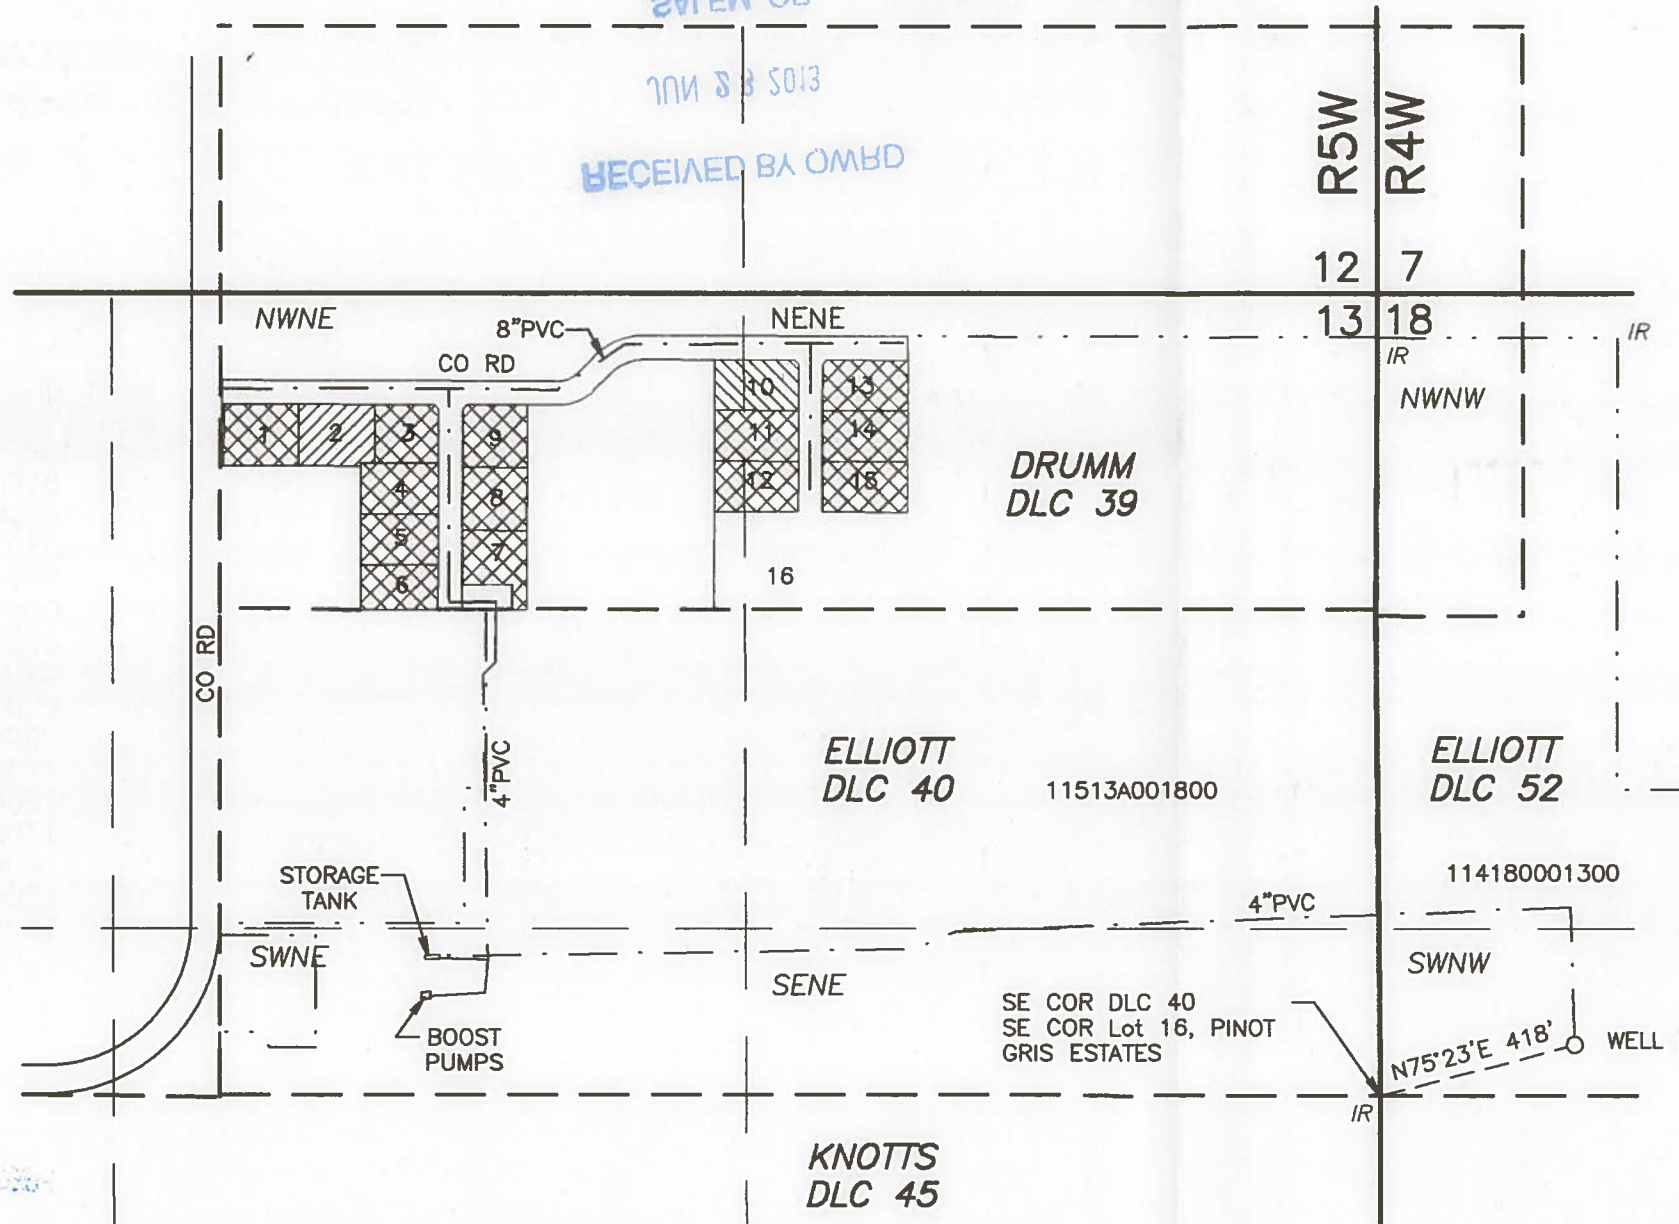 SALEM OR
JUN 28 2013
RECEIVED BY OWRD
R5W
R4W
12
7
13
18
IR
IR
NWNE
8"PVC
NENE
CO RD
NWNW
1
2
3
4
5
6
7
8
9
10
11
12
13
14
15
16
DRUMM
DLC 39
CO RD
4"PVC
ELLIOTT
DLC 40
11513A001800
ELLIOTT
DLC 52
114180001300
STORAGE
TANK
4"PVC
SWNE
SENE
SWNW
BOOST
PUMPS
SE COR DLC 40
SE COR Lot 16, PINOT
GRIS ESTATES
N75°23'E 418'
WELL
IR
KNOTTS
DLC 45